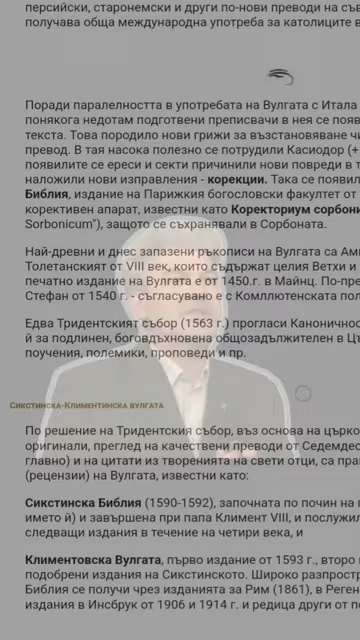 персийски, старонемски и други по-нови преводи на съв
получава обща международна употреба за католиците в
Поради паралелността в употребата на Вулгата с Итала
понякога недотам подготвени преписвачи в нея се появ
текста. Това породило нови грижи за възстановяване чи
превод. В тая насока полезно се потрудили Касиодор (+
появилите се ереси и секти причинили нови повреди в т
наложили нови изправления - корекции. Така се появил
Библия, издание на Парижкия богословски факултет от
корективен апарат, известни като Коректориум сорбони
Sorbonicum"), защото се съхранявали в Сорбоната.
Най-древни и днес запазени ръкописи на Вулгата са Ами
Толетанският от VIII век, които съдържат целия Ветхи и
печатно издание на Вулгата е от 1450.г. в Майнц. По-пре
Стефан от 1540 г. - съгласувано е с Комллютенската пол
Едва Тридентският събор (1563 г.) прогласи Каноничнос
й за подлинен, боговдъхновена общозадължителен в Цъ
поучения, полемики, проповеди и пр.
Сикстинска-Климентинска вулгата
По решение на Тридентския събор, въз основа на църко
оригинали, преглед на качествени преводи от Седемдес
главно) и на цитати из творенията на свети отци, са пра
(рецензии) на Вулгата, известни като:
Сикстинска Библия (1590-1592), започната по почин на п
името й) и завършена при папа Климент VIII, и послужил
следващи издания в течение на четири века, и
Климентовска Вулгата, първо издание от 1593 г., второ
подобрени издания на Сикстинското. Широко разпростр
Библия се получи чрез изданията за Рим (1861), в Реген
издания в Инсбрук от 1906 и 1914 г. и редица други от по